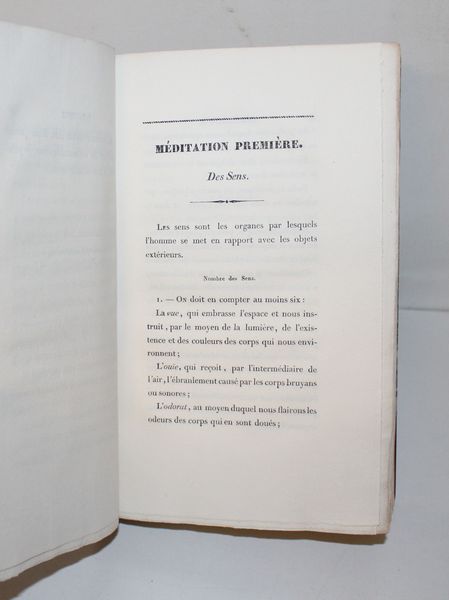 MÉDITATION PREMIÈRE.
Des Sens.
LES sens sont les organes par lesquels
l'homme se met en rapport avec les objets
extérieurs.
Nombre des Sens.
1. — ON doit en compter au moins six :
La vue, qui embrasse l'espace et nous ins-
truit, par le moyen de la lumière, de l'exis-
tence et des couleurs des corps qui nous envi-
ronnent ;
L'ouie, qui reçoit, par l'intermédiaire de
l'air, l'ébranlement causé par les corps bruyans
ou sonores ;
L'odorat, au moyen duquel nous flairons les
odeurs des corps qui en sont doués ;